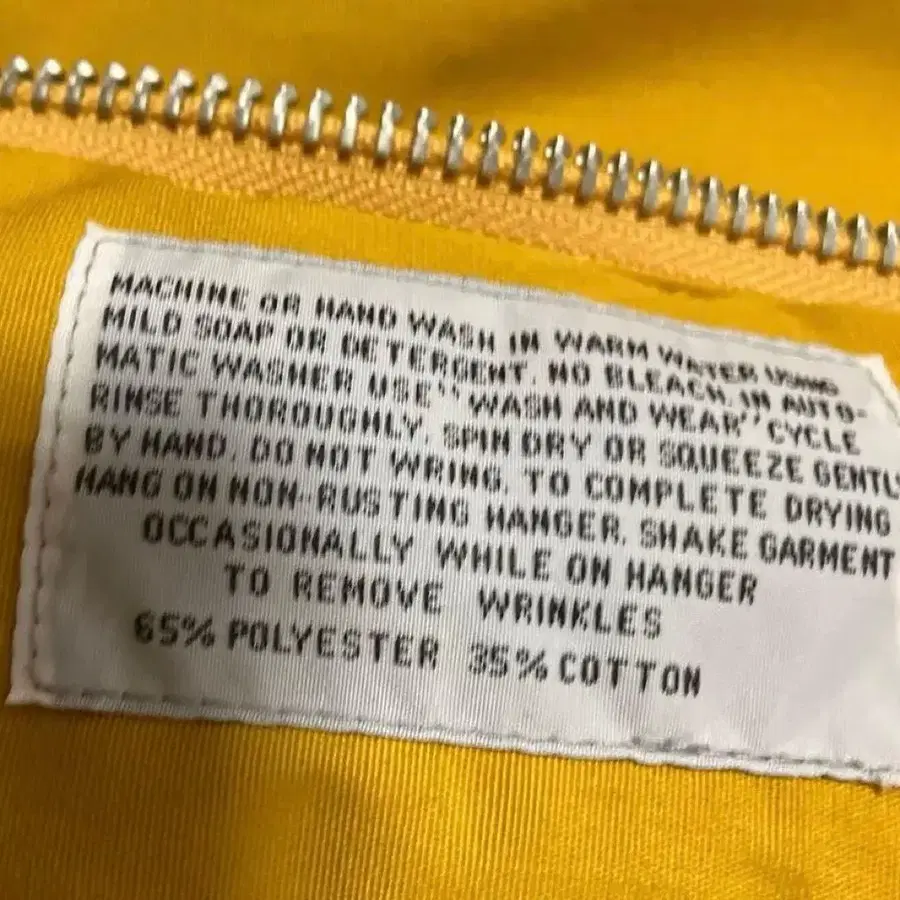 MACHINE OR HAND WASH IN WARM WATER USING
MILD SOAP OR DETERGENT. NO BLEACH. IN AUTO-
MATIC WASHER USE "WASH AND WEAR" CYCLE
RINSE THOROUGHLY. SPIN DRY OR SQUEEZE GENTLY
BY HAND. DO NOT WRING. TO COMPLETE DRYING
HANG ON NON-RUSTING HANGER. SHAKE GARMENT
OCCASIONALLY WHILE ON HANGER
TO REMOVE WRINKLES
65% POLYESTER 35% COTTON